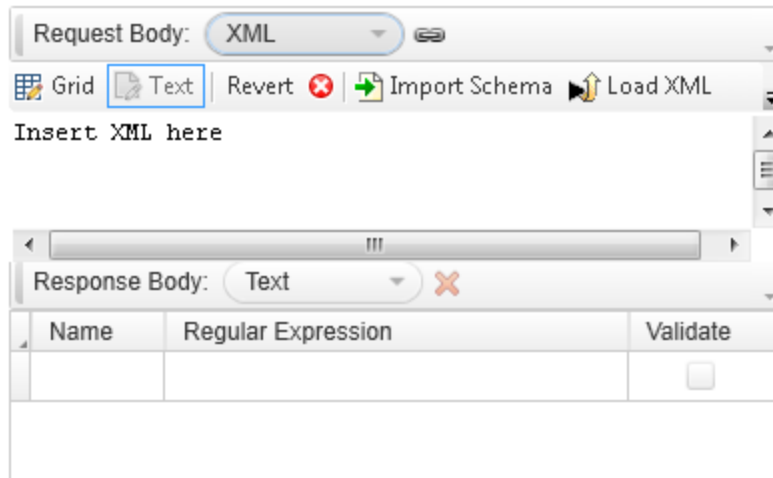 Request Body: XML
Grid Text Revert Import Schema Load XML
Insert XML here
Response Body: Text
Name Regular Expression Validate